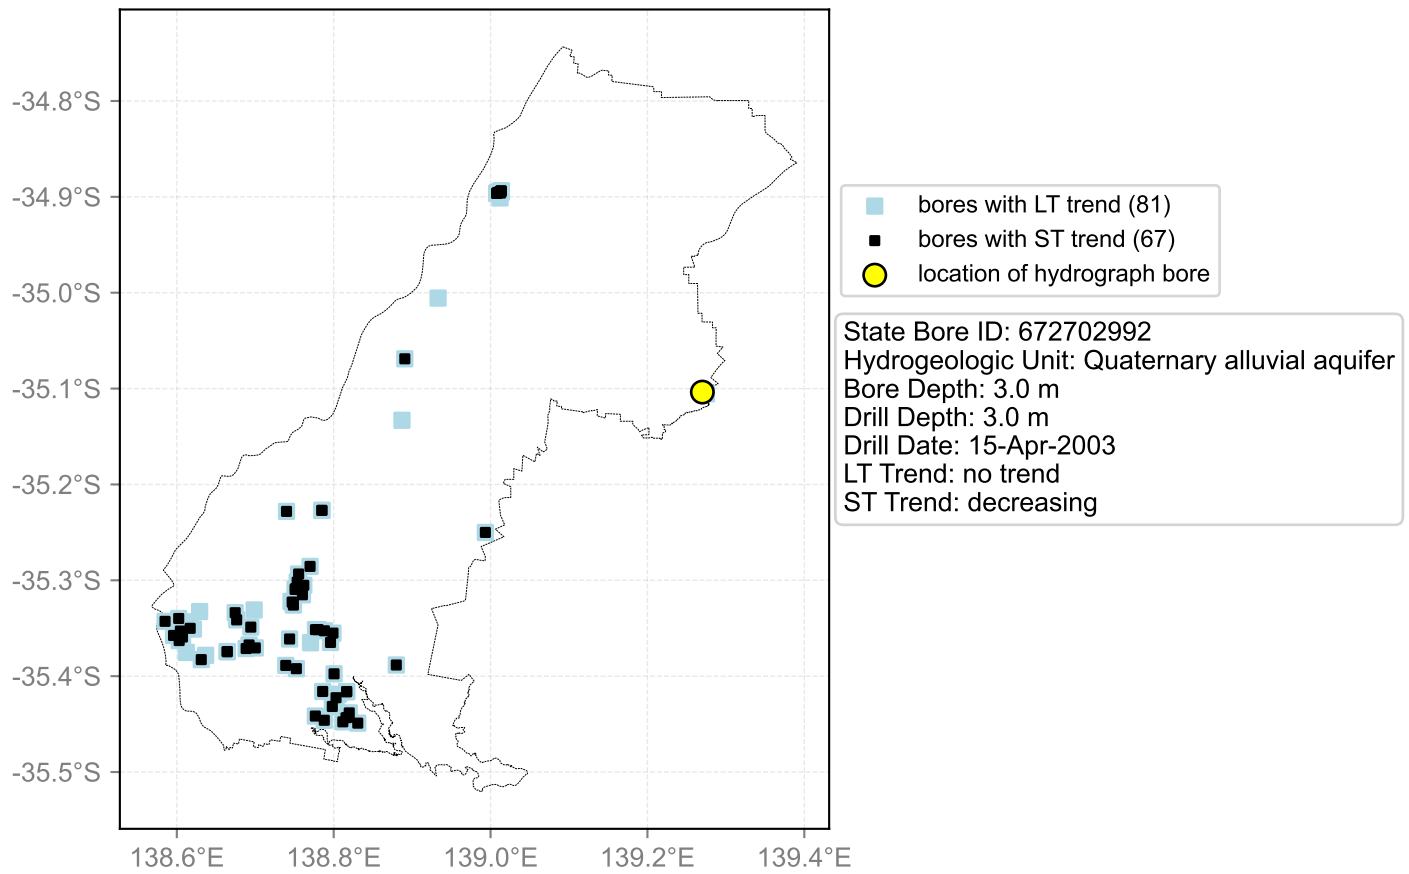 -34.8°S
-34.9°S
-35.0°S
-35.1°S
-35.2°S
-35.3°S
-35.4°S
-35.5°S
138.6°E
138.8°E
139.0°E
139.2°E
139.4°E
bores with LT trend (81)
bores with ST trend (67)
location of hydrograph bore
State Bore ID: 672702992
Hydrogeologic Unit: Quaternary alluvial aquifer
Bore Depth: 3.0 m
Drill Depth: 3.0 m
Drill Date: 15-Apr-2003
LT Trend: no trend
ST Trend: decreasing